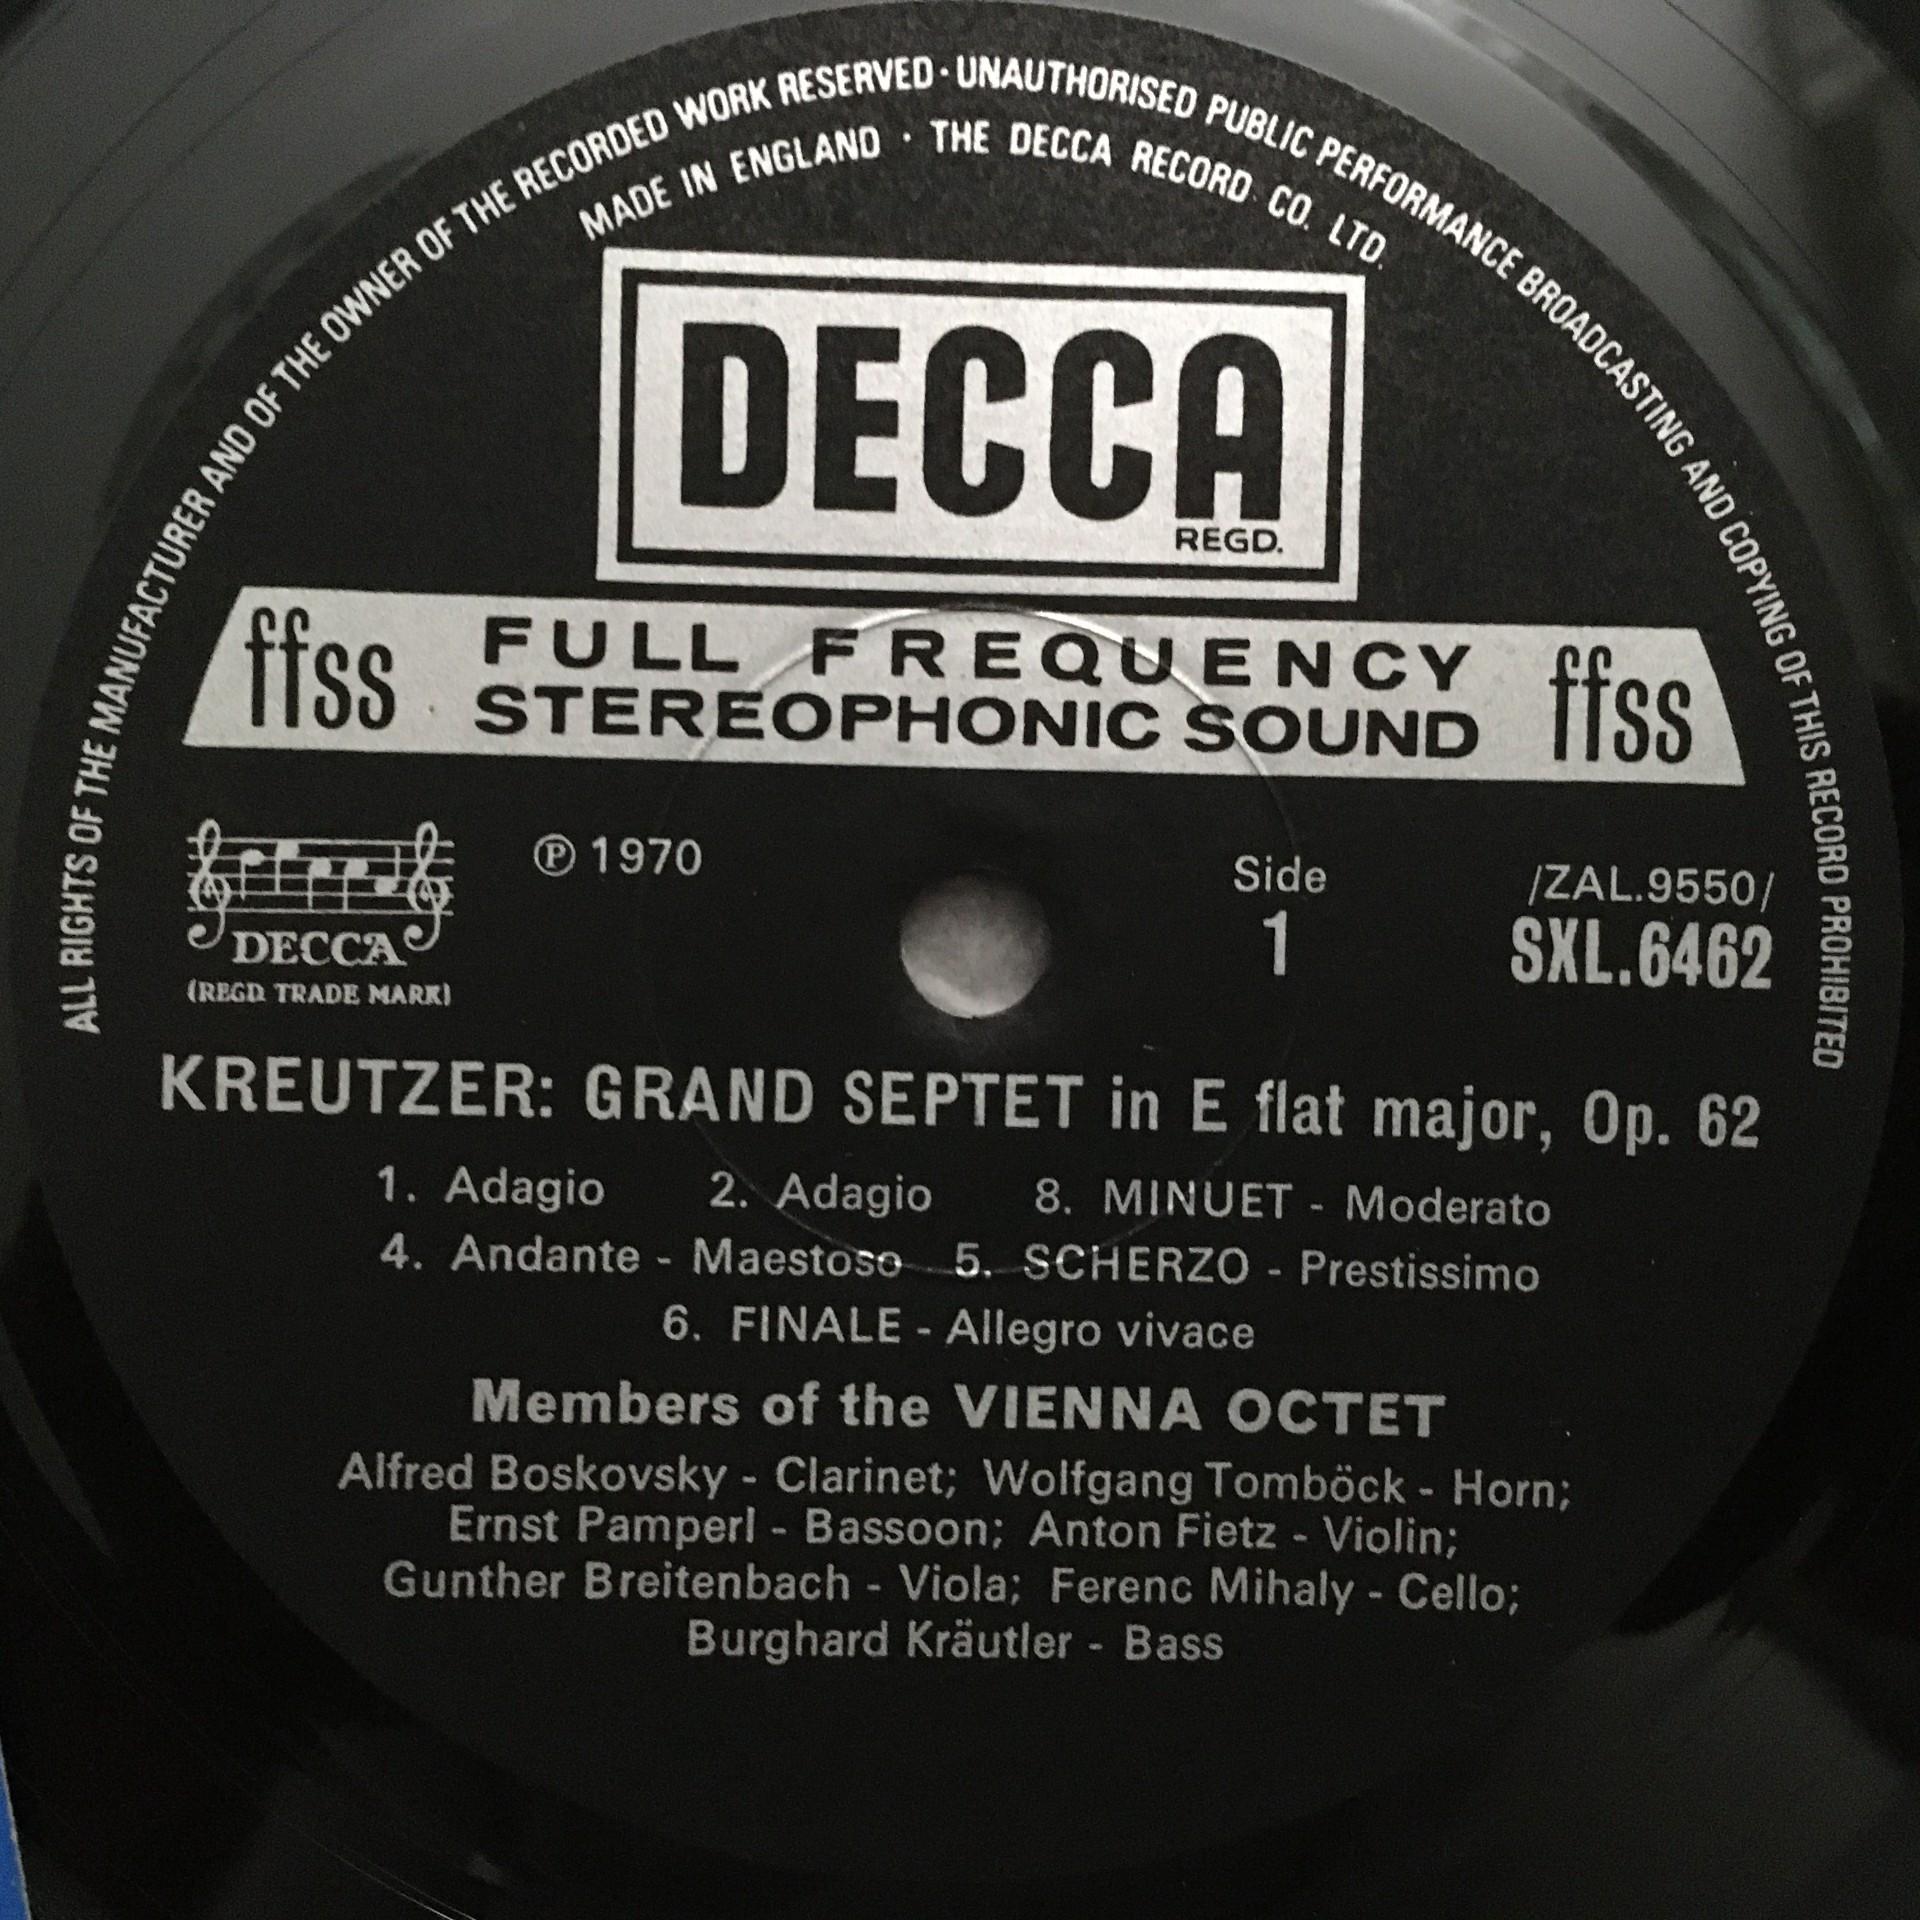 ALL RIGHTS OF THE MANUFACTURER AND OF THE OWNER OF THE RECORDED WORK RESERVED · UNAUTHORISED PUBLIC PERFORMANCE BROADCASTING AND COPYING OF THIS RECORD PROHIBITED
MADE IN ENGLAND · THE DECCA RECORD CO. LTD.
DECCA
REGD.
ffss FULL FREQUENCY ffss
STEREOPHONIC SOUND
DECCA
(REGD. TRADE MARK)
℗ 1970
Side
1
/ZAL.9550/
SXL.6462
KREUTZER: GRAND SEPTET in E flat major, Op. 62
1. Adagio 2. Adagio 8. MINUET - Moderato
4. Andante - Maestoso 5. SCHERZO - Prestissimo
6. FINALE - Allegro vivace
Members of the VIENNA OCTET
Alfred Boskovsky - Clarinet; Wolfgang Tomböck - Horn;
Ernst Pamperl - Bassoon; Anton Fietz - Violin;
Gunther Breitenbach - Viola; Ferenc Mihaly - Cello;
Burghard Kräutler - Bass